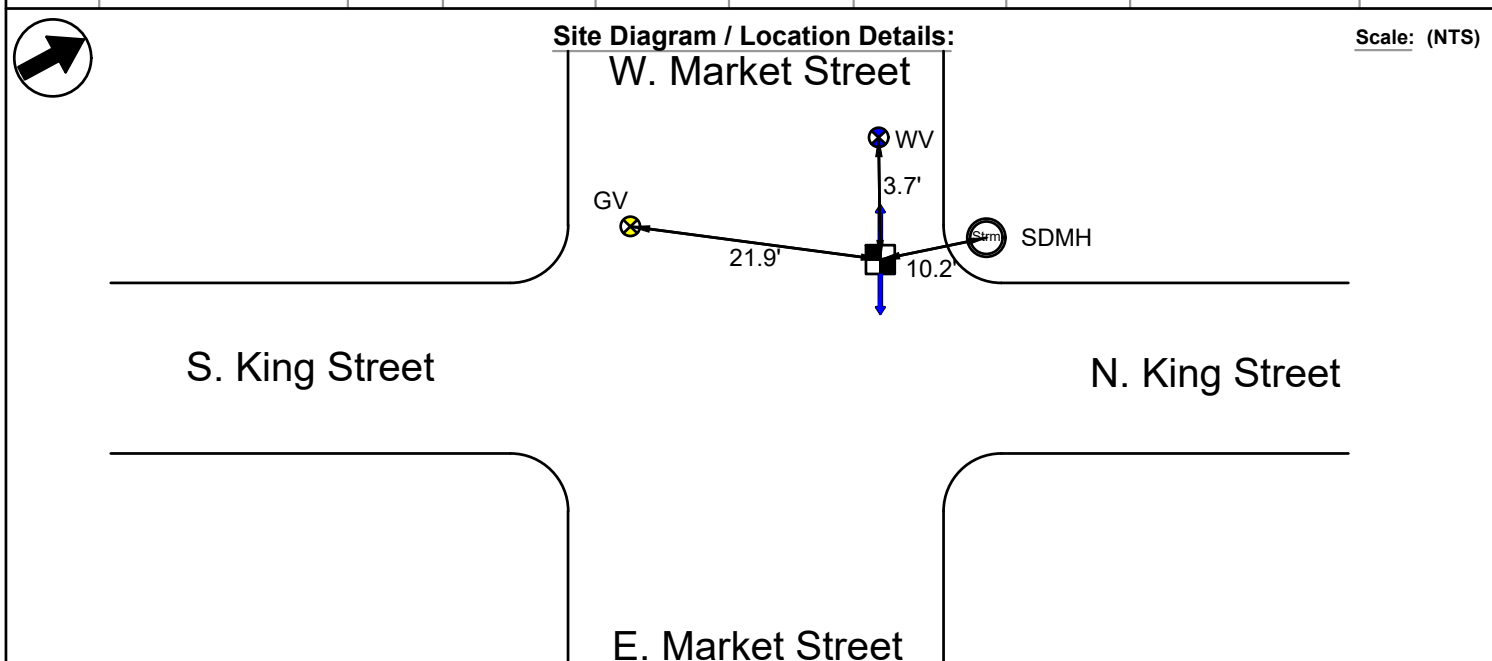 Site Diagram / Location Details:
Scale: (NTS)
W. Market Street
WV
3.7'
GV
Strm
SDMH
21.9'
10.2'
S. King Street
N. King Street
E. Market Street